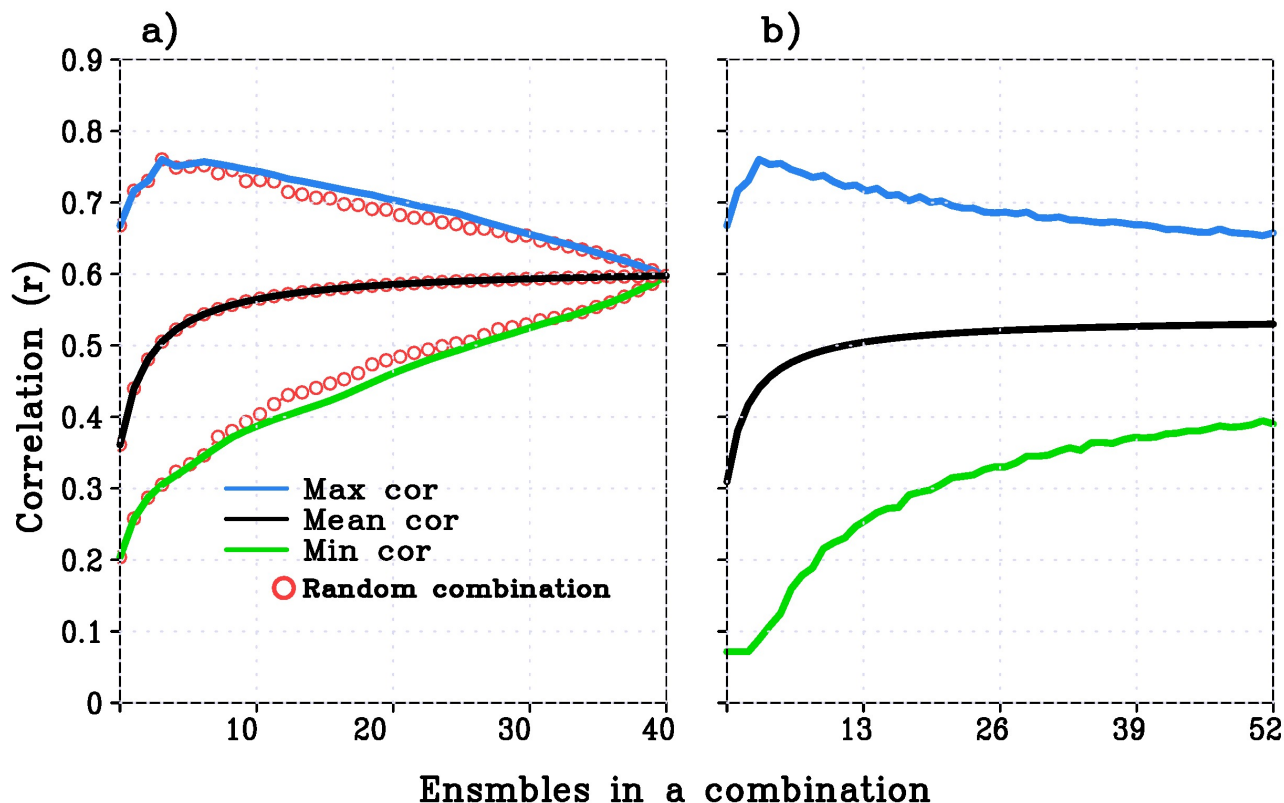 a)
b)
0.9
0.8
0.7
0.6
0.5
0.4
0.3
0.2
0.1
0
Correlation (r)
Max cor
Mean cor
Min cor
Random combination
10 20 30 40
13 26 39 52
Ensmbles in a combination